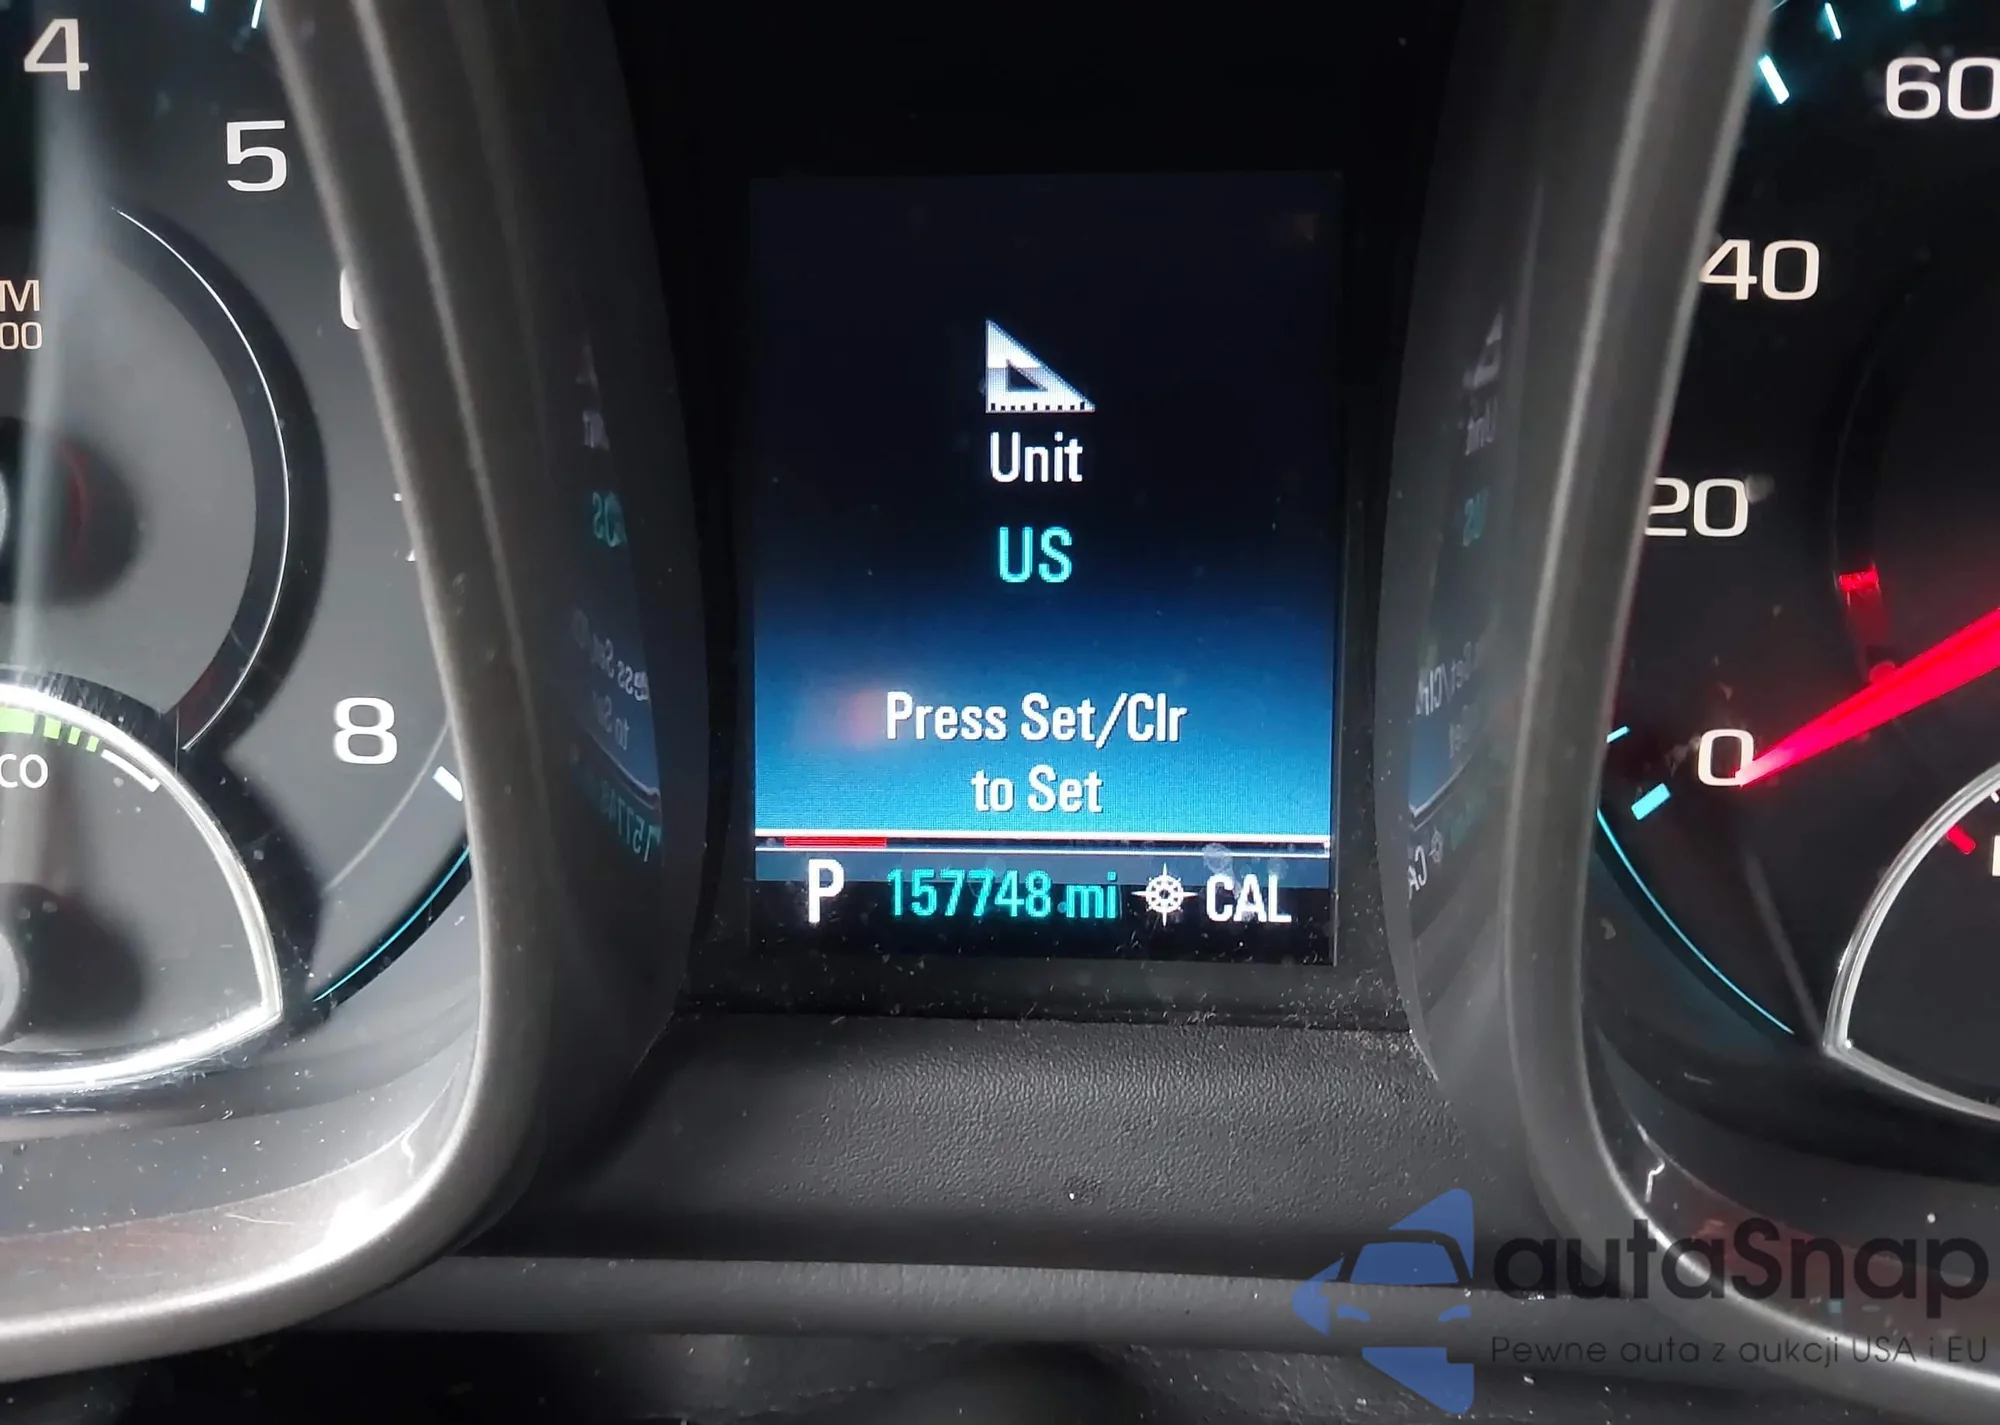 4
5
60
40
20
0
8
Unit
US
Press Set/Clr
to Set
P 157748 mi CAL
autaSnap
Pewne auta z aukcji USA i EU